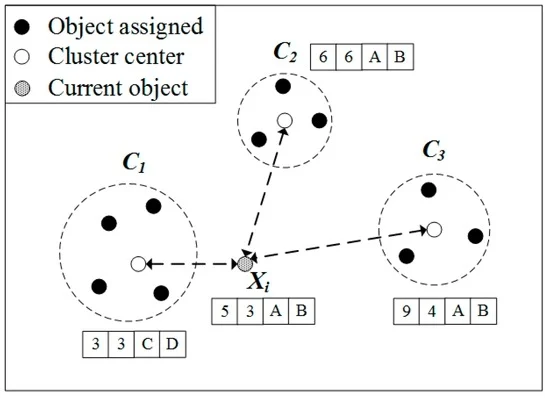 Object assigned
Cluster center
Current object
C2
6 6 A B
C1
C3
Xi
5 3 A B
9 4 A B
3 3 C D